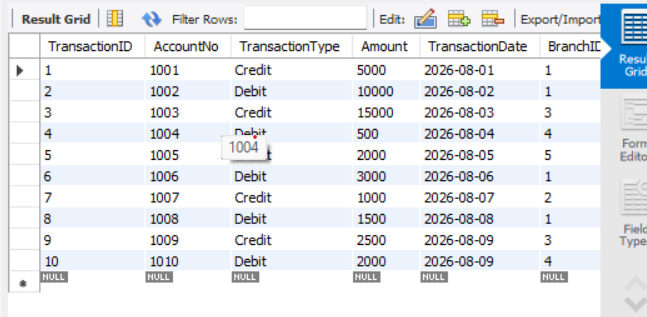 Result Grid Filter Rows: Edit: Export/Import
TransactionID AccountNo TransactionType Amount TransactionDate BranchID
1 1001 Credit 5000 2026-08-01 1
2 1002 Debit 10000 2026-08-02 1
3 1003 Credit 15000 2026-08-03 3
4 1004 Debit 500 2026-08-04 4
1004
5 1005 2000 2026-08-05 5
6 1006 Debit 3000 2026-08-06 1
7 1007 Credit 1000 2026-08-07 2
8 1008 Debit 1500 2026-08-08 1
9 1009 Credit 2500 2026-08-09 3
10 1010 Debit 2000 2026-08-09 4
NULL NULL NULL NULL NULL NULL
Result
Grid
Form
Editor
Field
Types